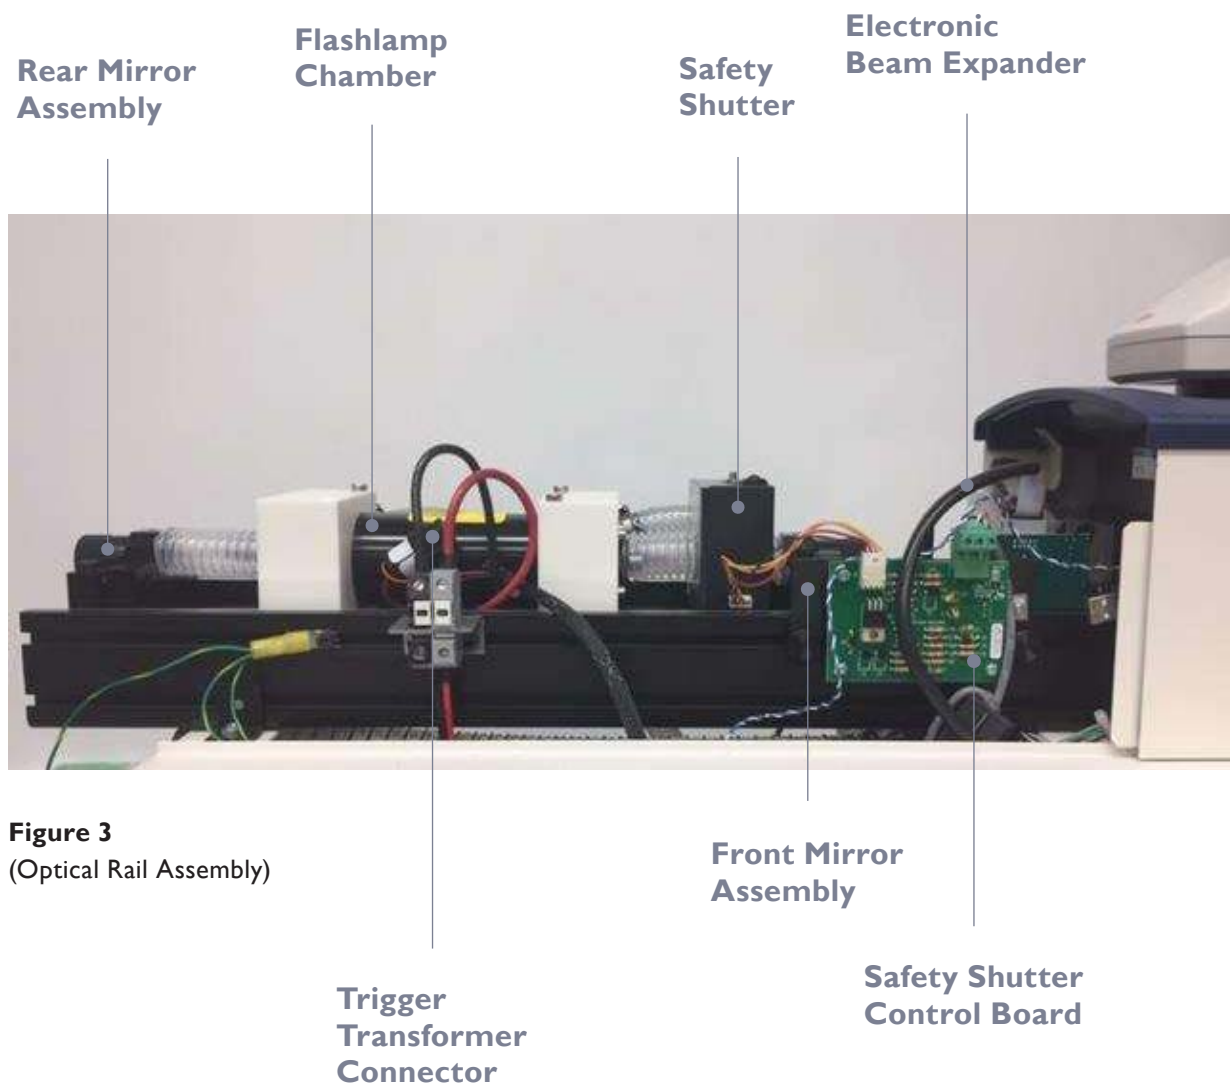 Rear Mirror
Assembly
Flashlamp
Chamber
Safety
Shutter
Electronic
Beam Expander
Figure 3
(Optical Rail Assembly)
Front Mirror
Assembly
Trigger
Transformer
Connector
Safety Shutter
Control Board